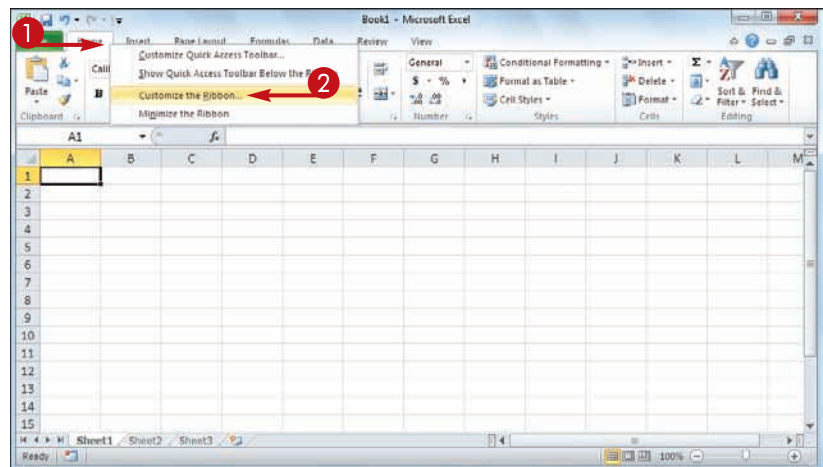 Book1 - Microsoft Excel
1
Insert Page Layout Formulas Data Review View
Customize Quick Access Toolbar...
Show Quick Access Toolbar Below the
Customize the Ribbon...
2
Minimize the Ribbon
Paste
Clipboard
B
General
$ - %
Number
Conditional Formatting
Format as Table
Cell Styles
Styles
Insert
Delete
Format
Cells
Σ
Sort & Filter
Find & Select
Editing
A1
A B C D E F G H I J K L M
1
2
3
4
5
6
7
8
9
10
11
12
13
14
15
Sheet1 Sheet2 Sheet3
Ready
100%